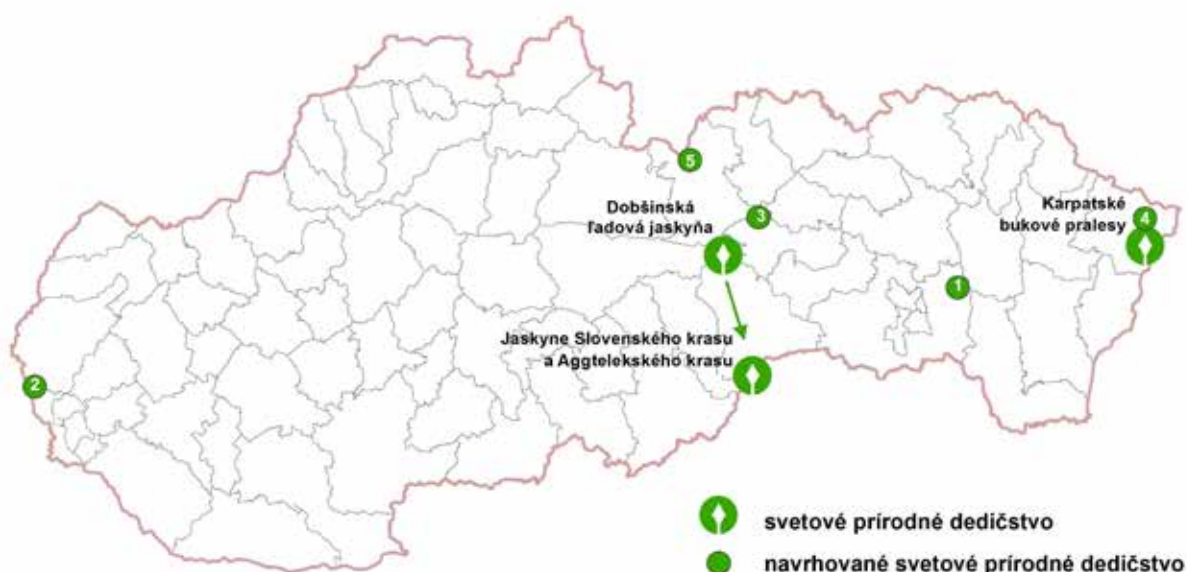 5
Dobšinská
ľadová jaskyňa
3
Karpatské
bukové pralesy
4
1
Jaskyne Slovenského krasu
a Aggtelekského krasu
2
svetové prírodné dedičstvo
navrhované svetové prírodné dedičstvo